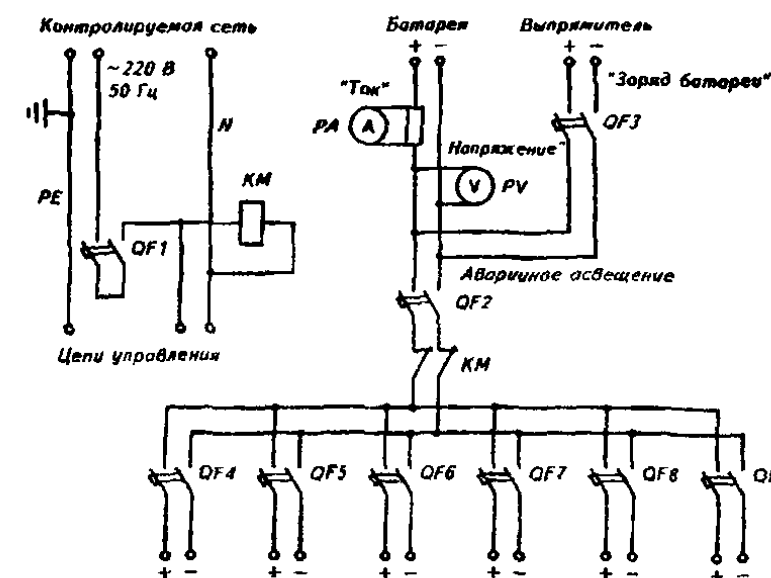 Контролируемая сеть
Батарея
Выпрямитель
+ −
+ −
~220 В
50 Гц
"Ток"
"Заряд батареи"
PA
A
QF3
N
Напряжение"
KM
V
PV
PE
QF1
Аварийное освещение
QF2
KM
Цепи управления
QF4
QF5
QF6
QF7
QF8
+ −
+ −
+ −
+ −
+ −
+ −